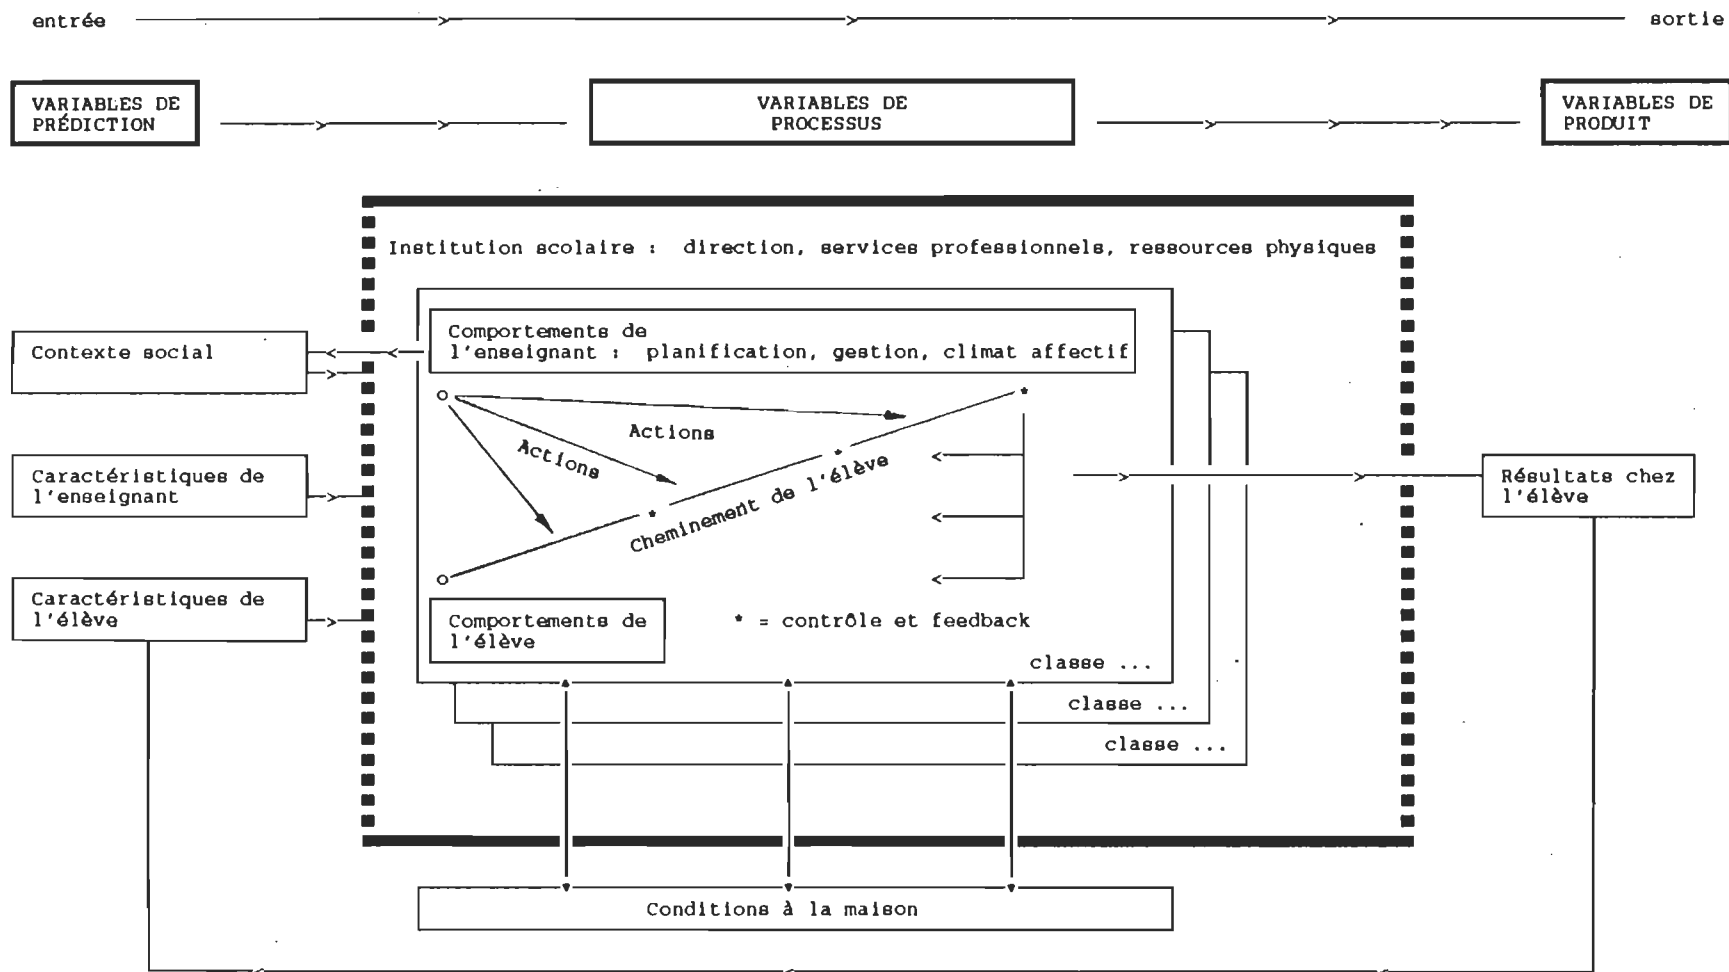 entrée
sortie
VARIABLES DE
PRÉDICTION
VARIABLES DE
PROCESSUS
VARIABLES DE
PRODUIT
Institution scolaire : direction, services professionnels, ressources physiques
Contexte social
Comportements de
l'enseignant : planification, gestion, climat affectif
Actions
Actions
Cheminement de l'élève
Caractéristiques de
l'enseignant
Résultats chez
l'élève
Caractéristiques de
l'élève
Comportements de
l'élève
* = contrôle et feedback
classe ...
classe ...
classe ...
Conditions à la maison